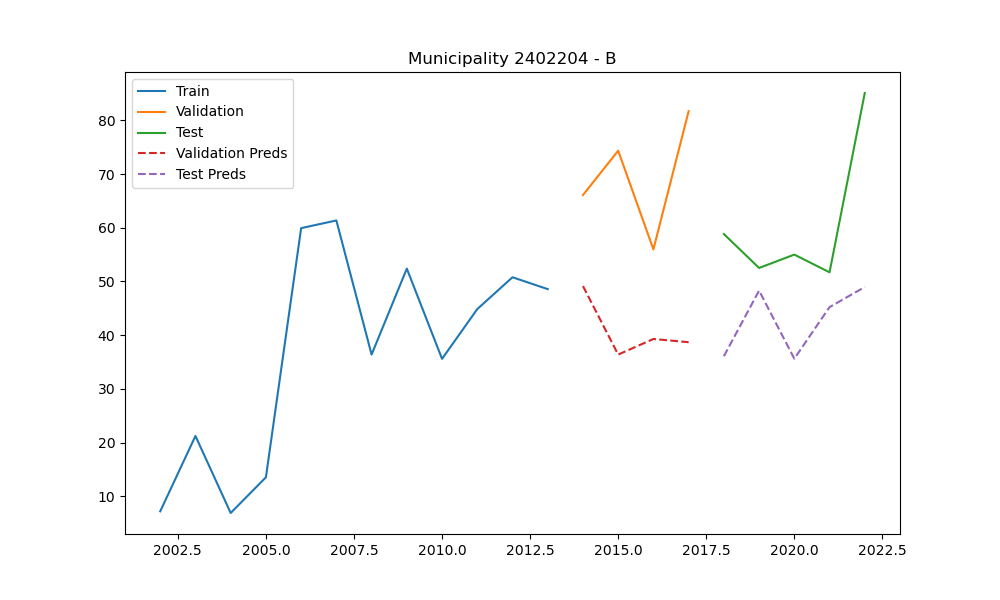 Municipality 2402204 - B
Train
Validation
Test
Validation Preds
Test Preds
80
70
60
50
40
30
20
10
2002.5 2005.0 2007.5 2010.0 2012.5 2015.0 2017.5 2020.0 2022.5